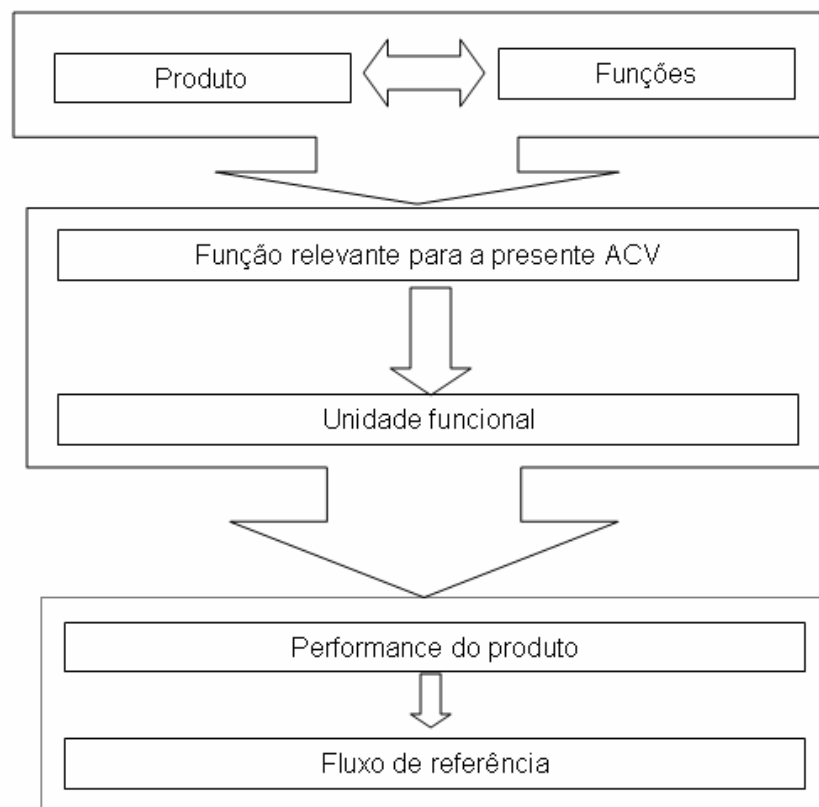 Produto
Funções
Função relevante para a presente ACV
Unidade funcional
Performance do produto
Fluxo de referência